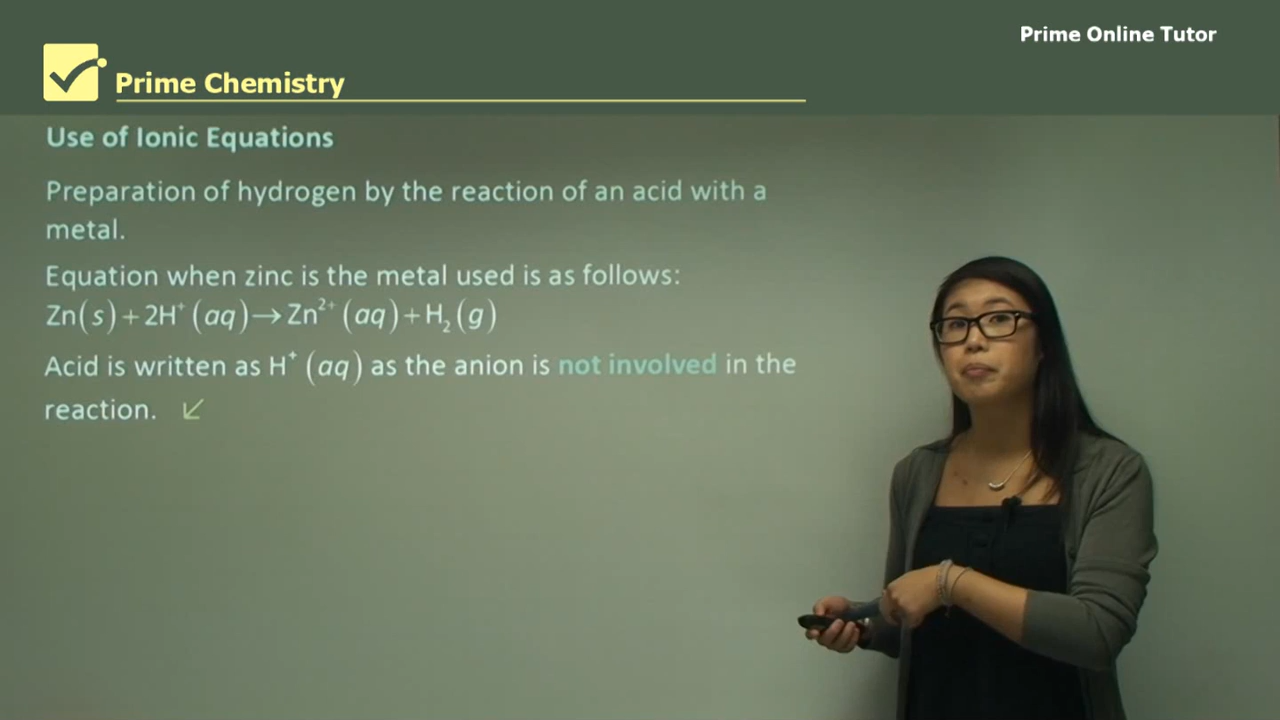 Prime Online Tutor
Prime Chemistry
Use of Ionic Equations
Preparation of hydrogen by the reaction of an acid with a
metal.
Equation when zinc is the metal used is as follows:
Zn(s)+2H⁺(aq)→Zn²⁺(aq)+H₂(g)
Acid is written as H⁺(aq) as the anion is not involved in the
reaction.